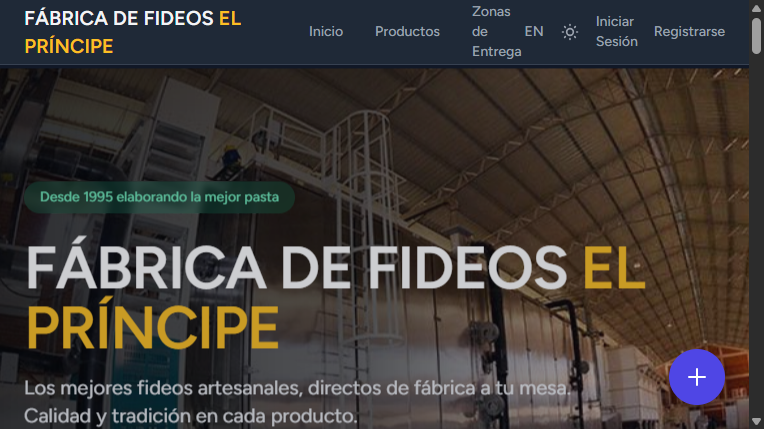 FÁBRICA DE FIDEOS EL
PRÍNCIPE
Inicio
Productos
Zonas
de
Entrega
EN
Iniciar
Sesión
Registrarse
Desde 1995 elaborando la mejor pasta
FÁBRICA DE FIDEOS EL
PRÍNCIPE
Los mejores fideos artesanales, directos de fábrica a tu mesa.
Calidad y tradición en cada producto.